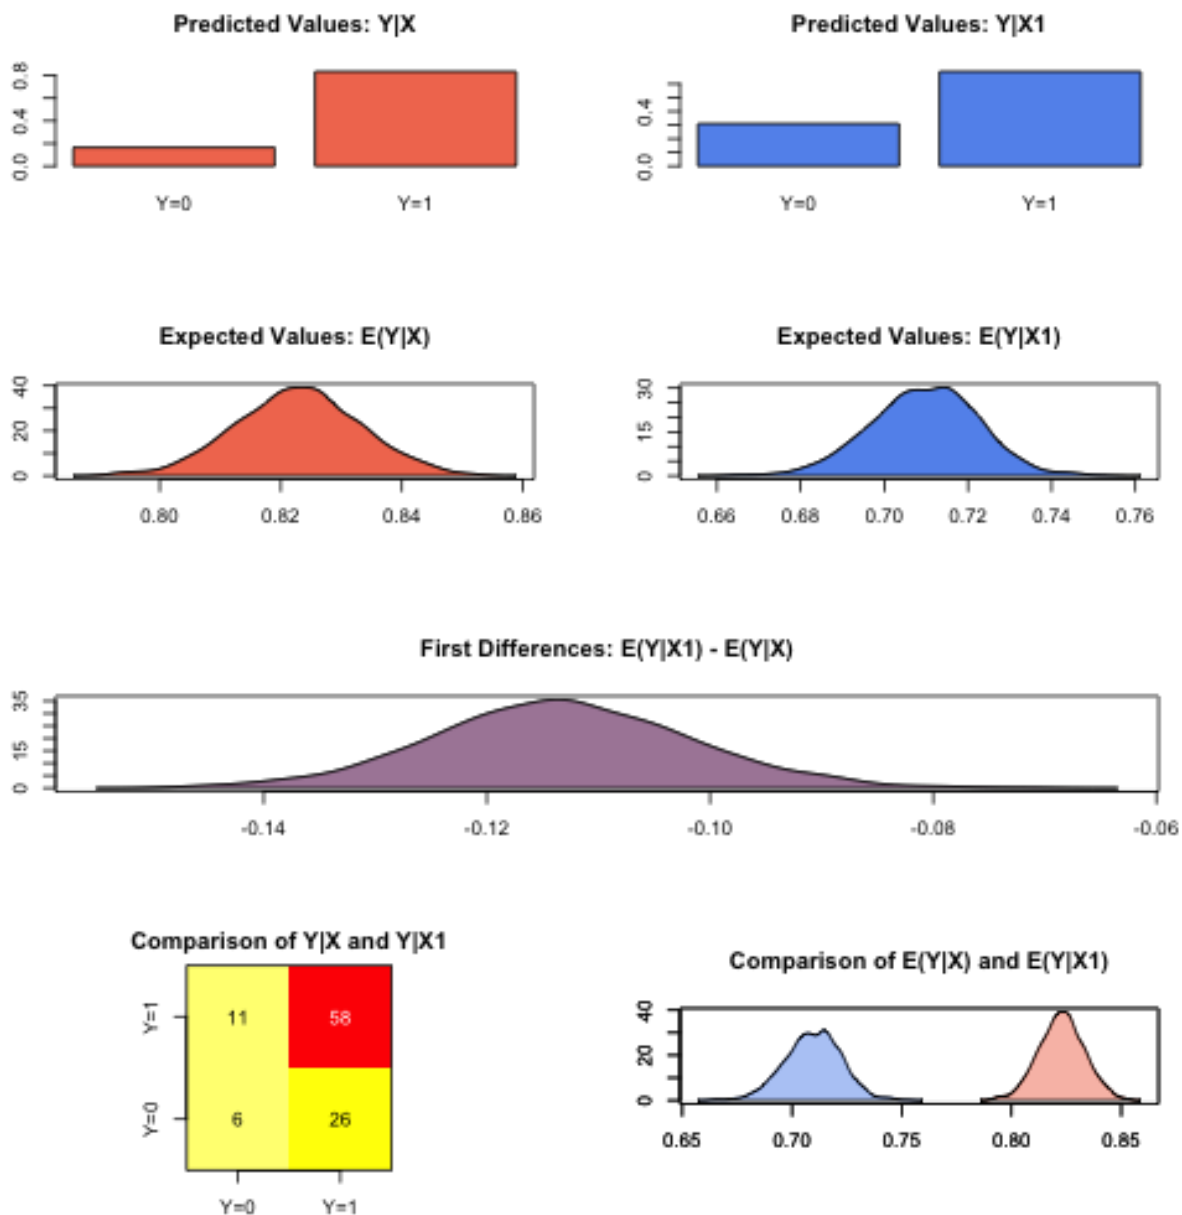 Predicted Values: Y|X
0.0 0.4 0.8
Y=0 Y=1
Predicted Values: Y|X1
0.0 0.4
Y=0 Y=1
Expected Values: E(Y|X)
0 20 40
0.80 0.82 0.84 0.86
Expected Values: E(Y|X1)
0 15 30
0.66 0.68 0.70 0.72 0.74 0.76
First Differences: E(Y|X1) - E(Y|X)
0 15 35
-0.14 -0.12 -0.10 -0.08 -0.06
Comparison of Y|X and Y|X1
Y=1 11 58
Y=0 6 26
Y=0 Y=1
Comparison of E(Y|X) and E(Y|X1)
0 20 40
0.65 0.70 0.75 0.80 0.85